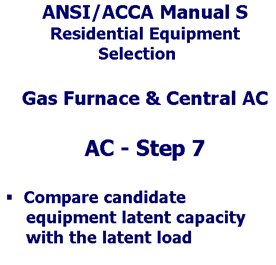 ANSI/ACCA Manual S
Residential Equipment
Selection
Gas Furnace & Central AC
AC - Step 7
▪ Compare candidate
equipment latent capacity
with the latent load